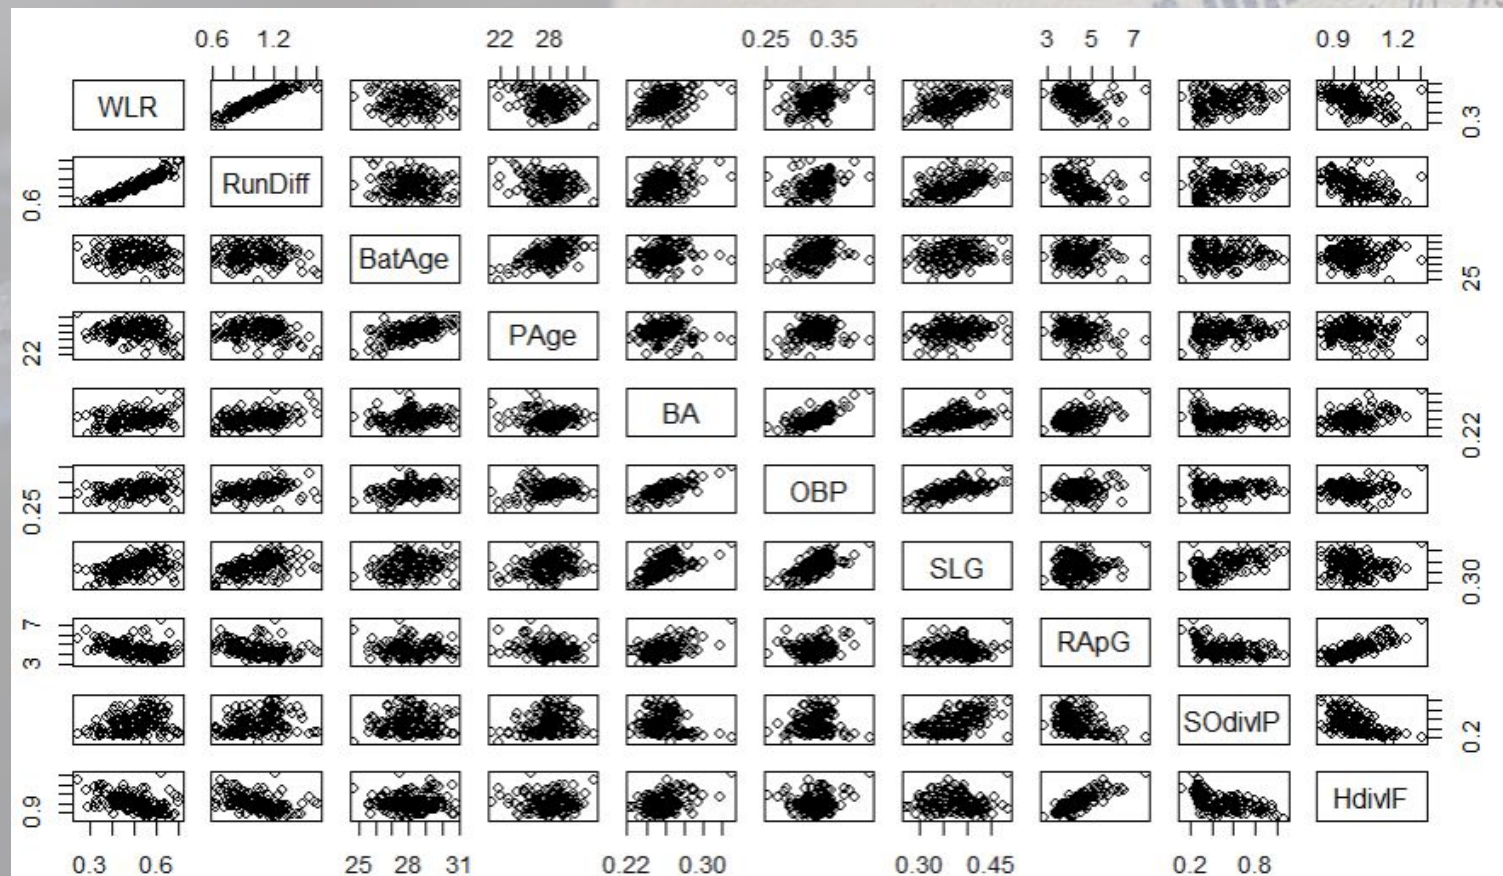 0.6 1.2 22 28 0.25 0.35 3 5 7 0.9 1.2
WLR 0.3
0.6 RunDiff
BatAge 25
22 PAge
BA 0.22
0.25 OBP
SLG 0.30
3 7 RApG
SOdivIP 0.2
0.9 HdivIF
0.3 0.6 25 28 31 0.22 0.30 0.30 0.45 0.2 0.8